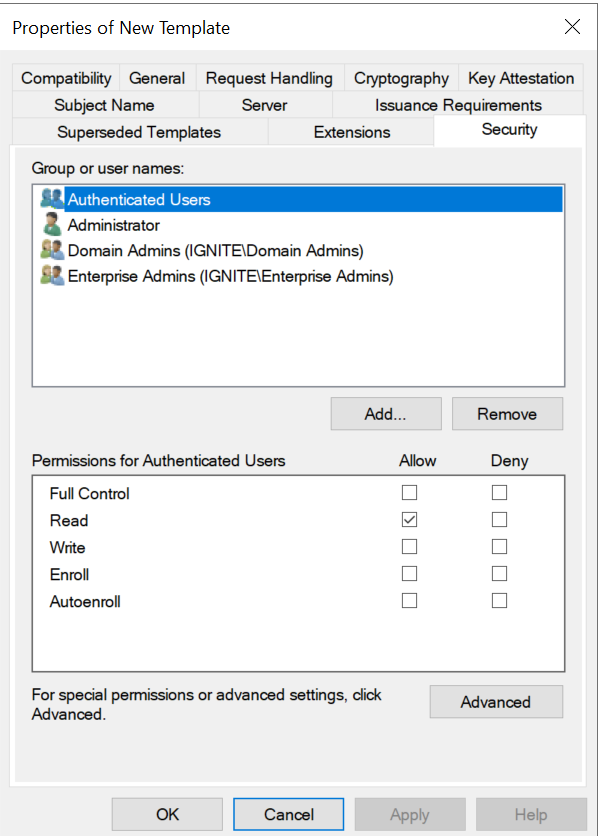 Properties of New Template
Compatibility General Request Handling Cryptography Key Attestation
Subject Name Server Issuance Requirements
Superseded Templates Extensions Security
Group or user names:
Authenticated Users
Administrator
Domain Admins (IGNITE\Domain Admins)
Enterprise Admins (IGNITE\Enterprise Admins)
Add... Remove
Permissions for Authenticated Users Allow Deny
Full Control
Read
Write
Enroll
Autoenroll
For special permissions or advanced settings, click
Advanced.
Advanced
OK Cancel Apply Help